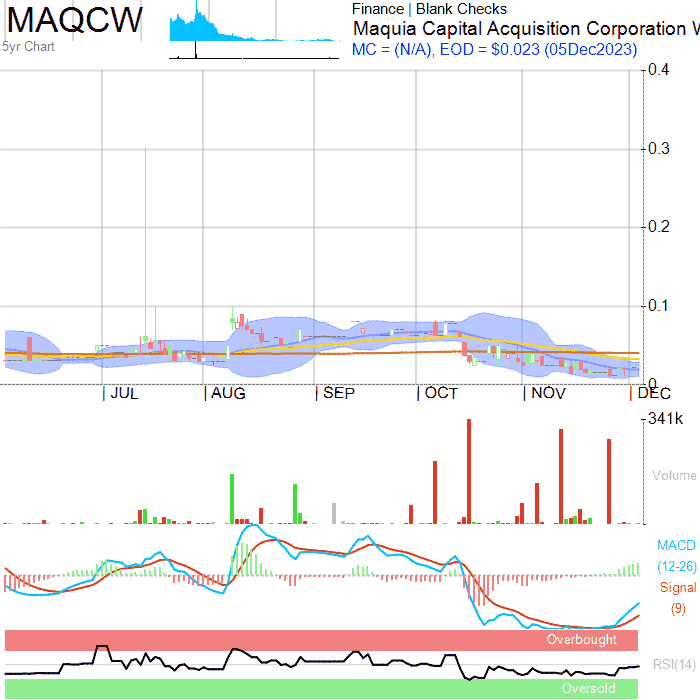 MAQCW
5yr Chart
Finance | Blank Checks
Maquia Capital Acquisition Corporation W
MC = (N/A), EOD = $0.023 (05Dec2023)
0.4
0.3
0.2
0.1
0
JUL
AUG
SEP
OCT
NOV
DEC
341k
Volume
MACD
(12-26)
Signal
(9)
Overbought
RSI(14)
Oversold